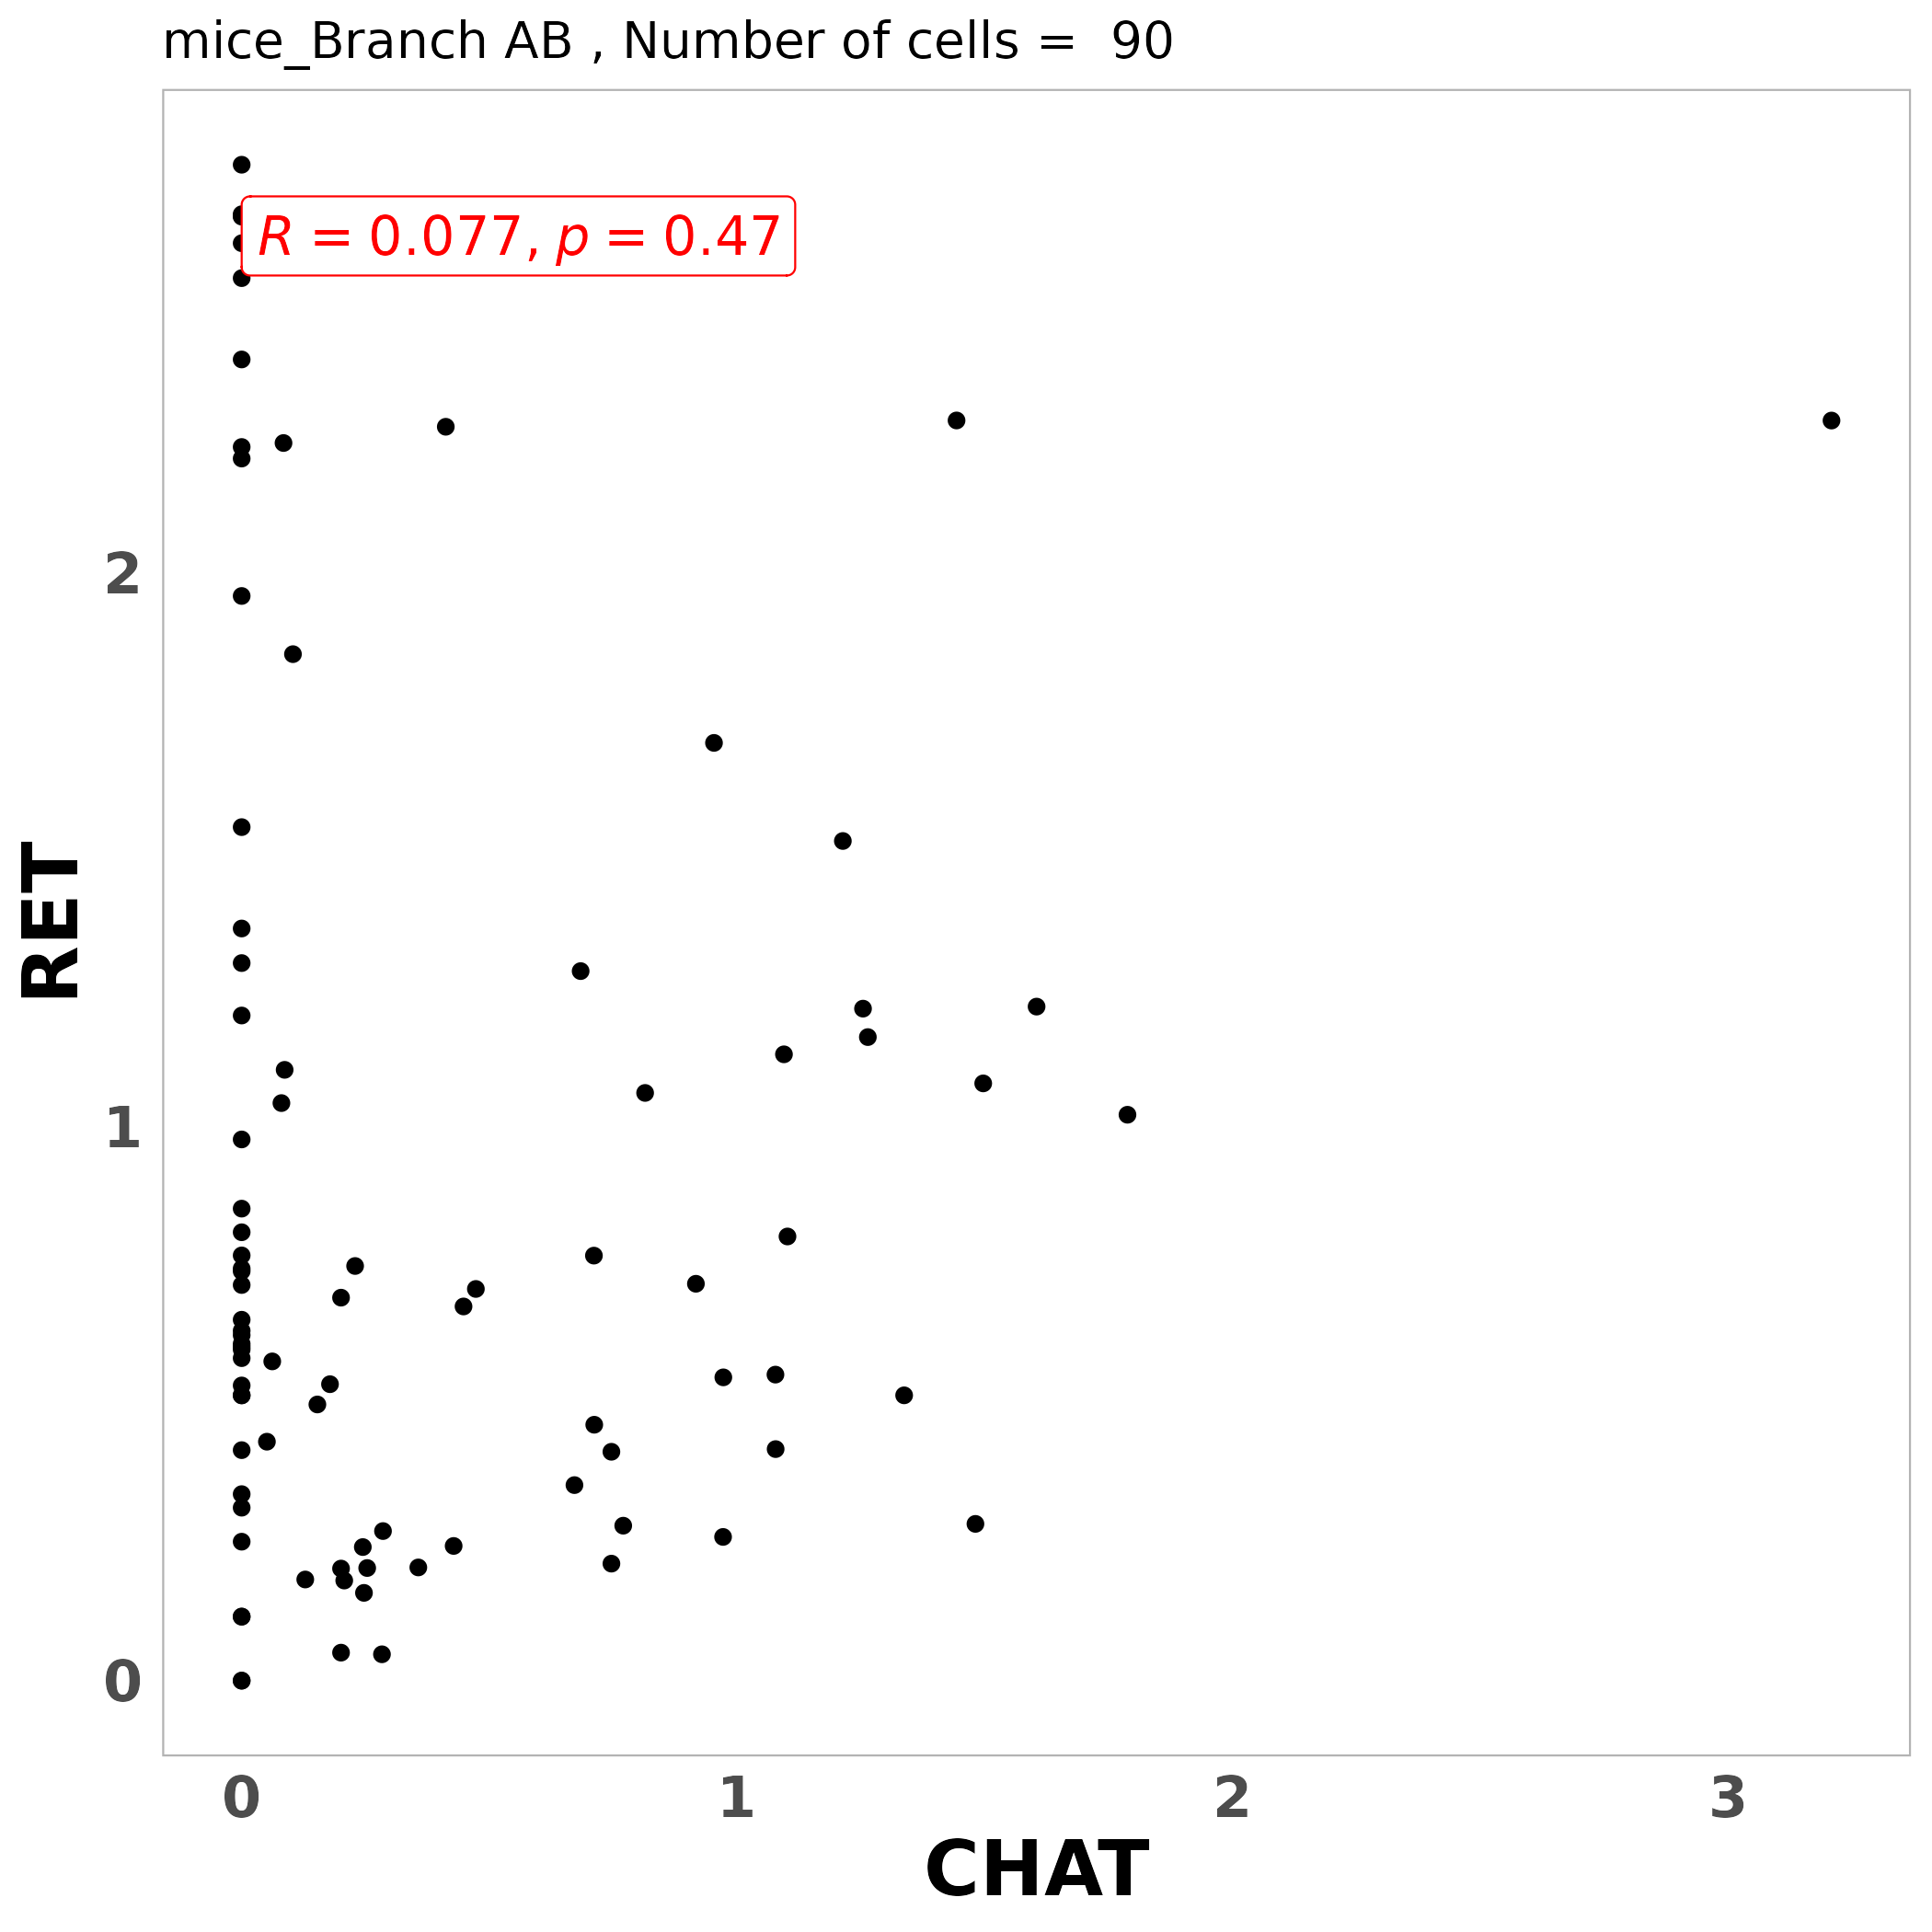 mice_Branch AB , Number of cells =  90
R = 0.077, p = 0.47
2
1
0
RET
0 1 2 3
CHAT